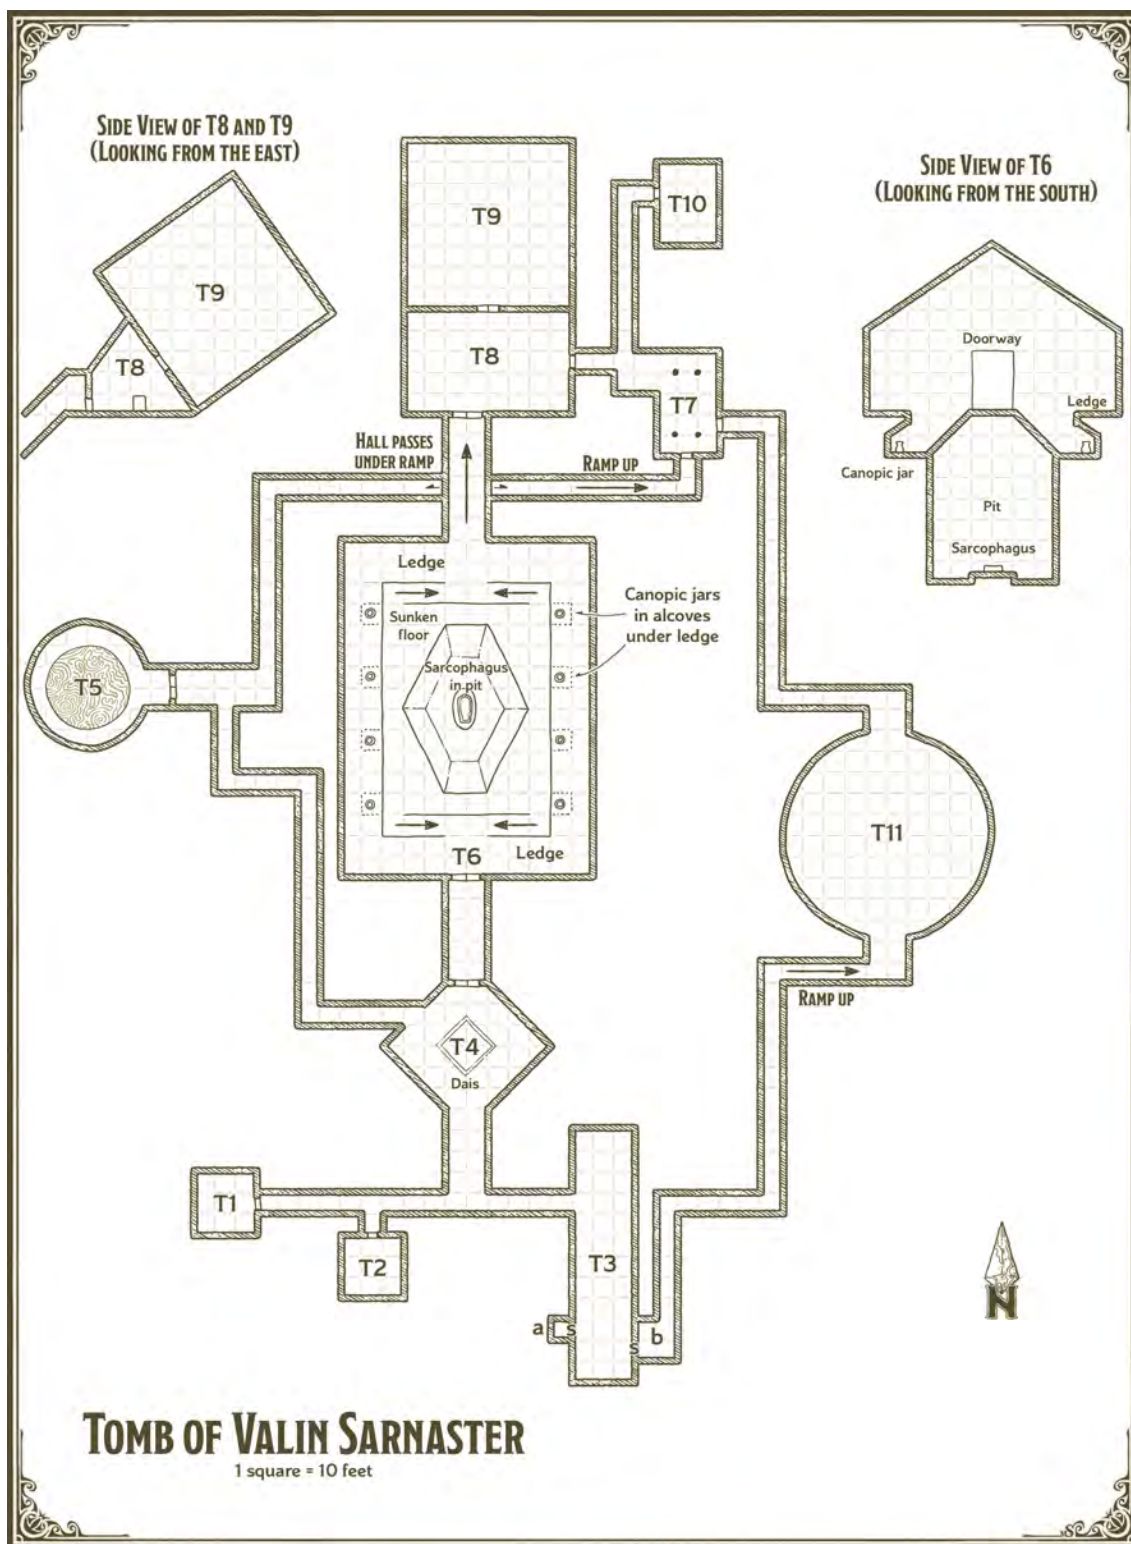 SIDE VIEW OF T8 AND T9
(LOOKING FROM THE EAST)
T9
T8
SIDE VIEW OF T6
(LOOKING FROM THE SOUTH)
Doorway
Ledge
Canopic jar
Pit
Sarcophagus
T9
T10
T8
T7
HALL PASSES
UNDER RAMP
RAMP UP
Ledge
Canopic jars
in alcoves
under ledge
Sunken
floor
Sarcophagus
in pit
T5
T6
Ledge
T11
RAMP UP
T4
Dais
T1
T2
T3
a
s
b
s
N
TOMB OF VALIN SARNASTER
1 square = 10 feet